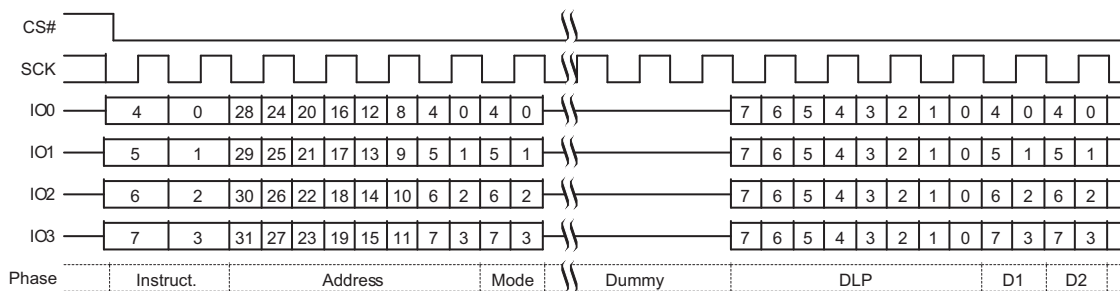 CS#
SCK
IO0 4 0 28 24 20 16 12 8 4 0 4 0 7 6 5 4 3 2 1 0 4 0 4 0
IO1 5 1 29 25 21 17 13 9 5 1 5 1 7 6 5 4 3 2 1 0 5 1 5 1
IO2 6 2 30 26 22 18 14 10 6 2 6 2 7 6 5 4 3 2 1 0 6 2 6 2
IO3 7 3 31 27 23 19 15 11 7 3 7 3 7 6 5 4 3 2 1 0 7 3 7 3
Phase Instruct. Address Mode Dummy DLP D1 D2